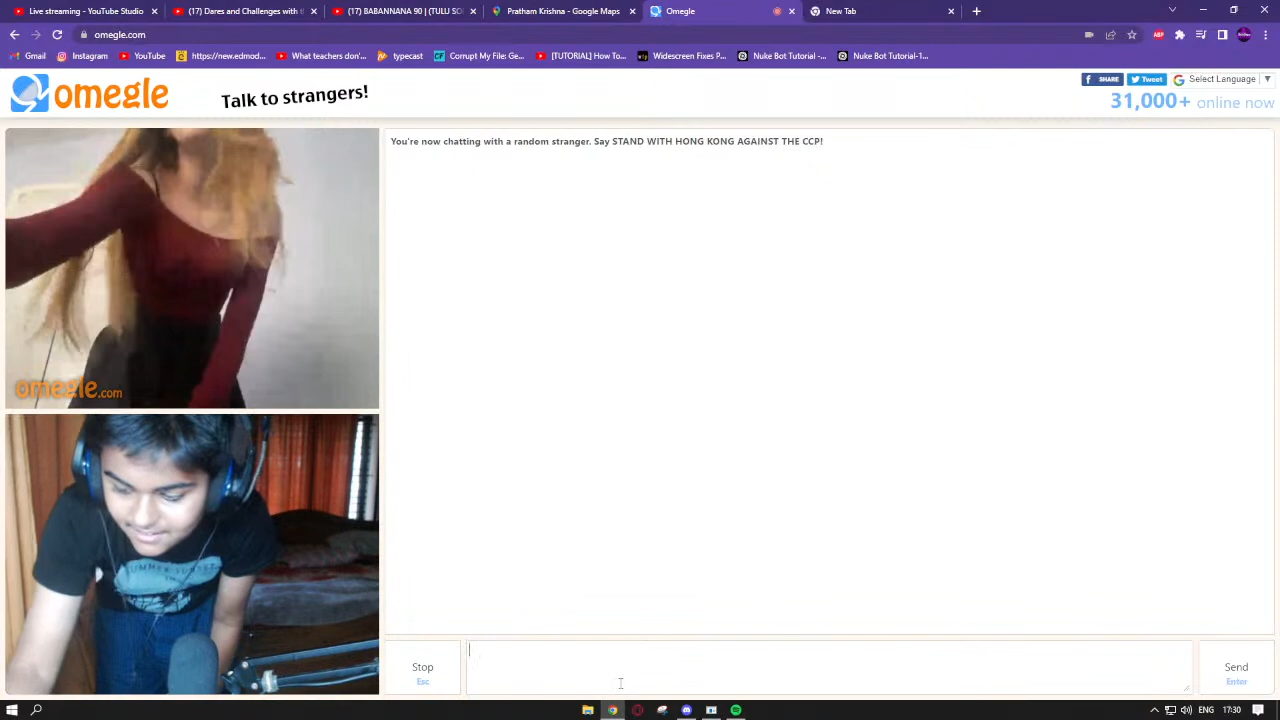 Live streaming - YouTube Studio
(17) Dares and Challenges with t
(17) BABANNANA 90 | (TULU SO
Pratham Krishna - Google Maps
Omegle
New Tab
omegle.com
Gmail
Instagram
YouTube
https://new.edmod...
What teachers don'...
typecast
Corrupt My File: Ge...
[TUTORIAL] How To...
Widescreen Fixes P...
Nuke Bot Tutorial -...
Nuke Bot Tutorial-1...
omegle
Talk to strangers!
SHARE
Tweet
Select Language
31,000+ online now
You're now chatting with a random stranger. Say STAND WITH HONG KONG AGAINST THE CCP!
omegle.com
Stop
Esc
Send
Enter
ENG
17:30